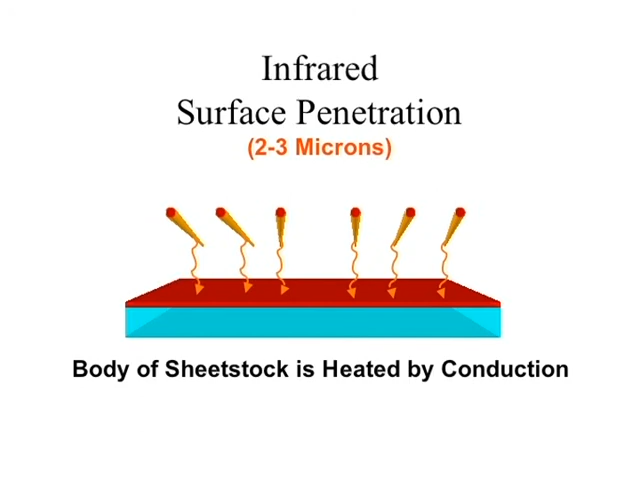 Infrared
Surface Penetration
(2-3 Microns)
Body of Sheetstock is Heated by Conduction